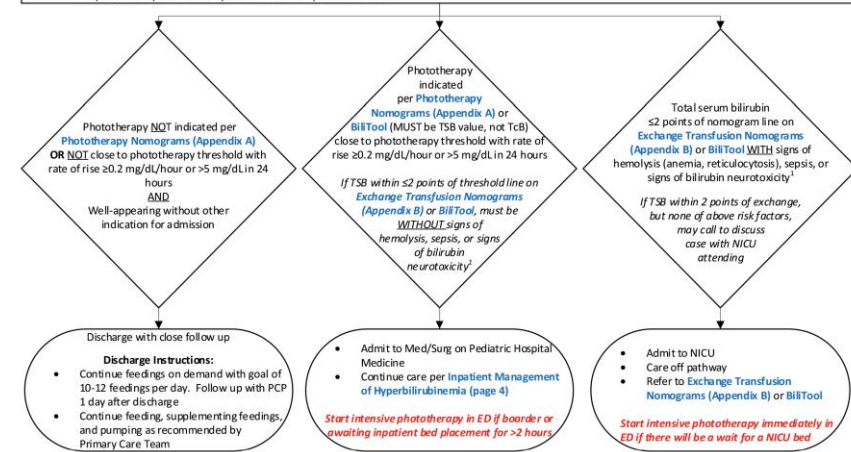 Phototherapy NOT indicated per
Phototherapy Nomograms (Appendix A)
OR NOT close to phototherapy threshold with
rate of rise ≥0.2 mg/dL/hour or >5 mg/dL in 24
hours
AND
Well-appearing without other
indication for admission
Phototherapy
indicated
per Phototherapy
Nomograms (Appendix A) or
BiliTool (MUST be TSB value, not TcB)
close to phototherapy threshold with rate of
rise ≥0.2 mg/dL/hour or >5 mg/dL in 24 hours
If TSB within ≤2 points of threshold line on
Exchange Transfusion Nomograms
(Appendix B) or BiliTool, must be
WITHOUT signs of
hemolysis, sepsis, or signs
of bilirubin
neurotoxicity¹
Total serum bilirubin
≤2 points of nomogram line on
Exchange Transfusion Nomograms
(Appendix B) or BiliTool WITH signs of
hemolysis (anemia, reticulocytosis), sepsis, or
signs of bilirubin neurotoxicity¹
If TSB within 2 points of exchange,
but none of above risk factors,
may call to discuss
case with NICU
attending
Discharge with close follow up
Discharge Instructions:
• Continue feedings on demand with goal of
10-12 feedings per day. Follow up with PCP
1 day after discharge
• Continue feeding, supplementing feedings,
and pumping as recommended by
Primary Care Team
• Admit to Med/Surg on Pediatric Hospital
Medicine
• Continue care per Inpatient Management
of Hyperbilirubinemia (page 4)
Start intensive phototherapy in ED if boarder or
awaiting inpatient bed placement for >2 hours
• Admit to NICU
• Care off pathway
• Refer to Exchange Transfusion
Nomograms (Appendix B) or BiliTool
Start intensive phototherapy immediately in
ED if there will be a wait for a NICU bed